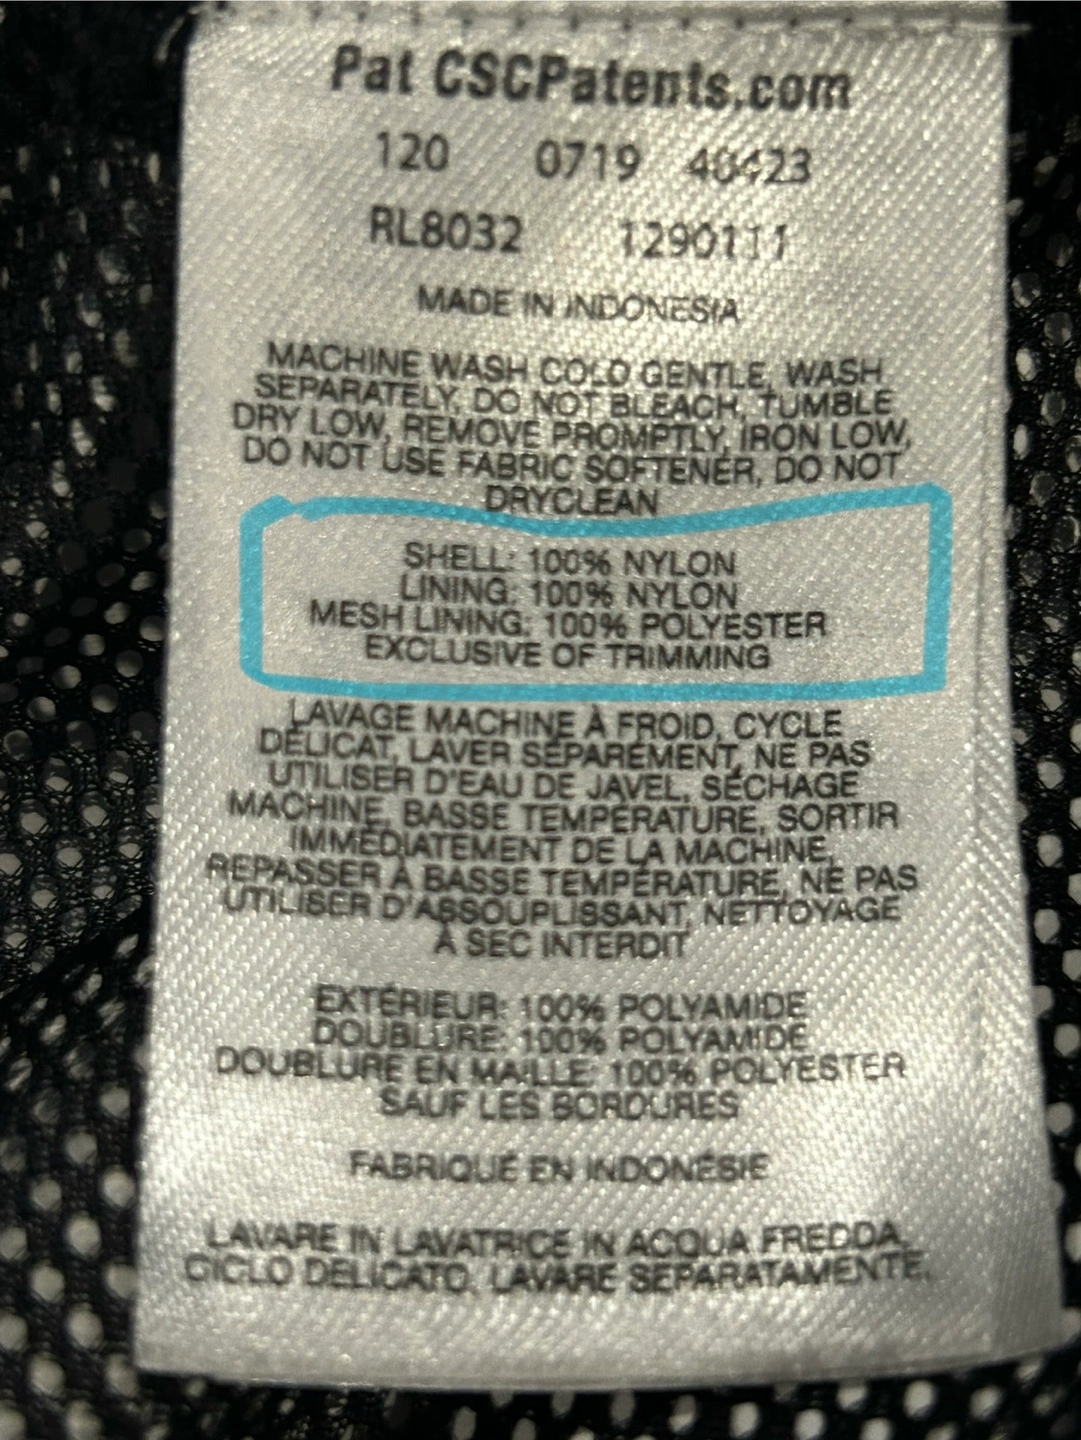 Pat CSCPatents.com
120 0719 40423
RL8032 1290111
MADE IN INDONESIA
MACHINE WASH COLD GENTLE, WASH
SEPARATELY, DO NOT BLEACH, TUMBLE
DRY LOW, REMOVE PROMPTLY, IRON LOW,
DO NOT USE FABRIC SOFTENER, DO NOT
DRYCLEAN
SHELL: 100% NYLON
LINING: 100% NYLON
MESH LINING: 100% POLYESTER
EXCLUSIVE OF TRIMMING
LAVAGE MACHINE À FROID, CYCLE
DÉLICAT, LAVER SÉPARÉMENT, NE PAS
UTILISER D'EAU DE JAVEL, SÉCHAGE
MACHINE, BASSE TEMPÉRATURE, SORTIR
IMMÉDIATEMENT DE LA MACHINE,
REPASSER À BASSE TEMPÉRATURE, NE PAS
UTILISER D'ASSOUPLISSANT, NETTOYAGE
À SEC INTERDIT
EXTÉRIEUR: 100% POLYAMIDE
DOUBLURE: 100% POLYAMIDE
DOUBLURE EN MAILLE: 100% POLYESTER
SAUF LES BORDURES
FABRIQUÉ EN INDONÉSIE
LAVARE IN LAVATRICE IN ACQUA FREDDA,
CICLO DELICATO, LAVARE SEPARATAMENTE,